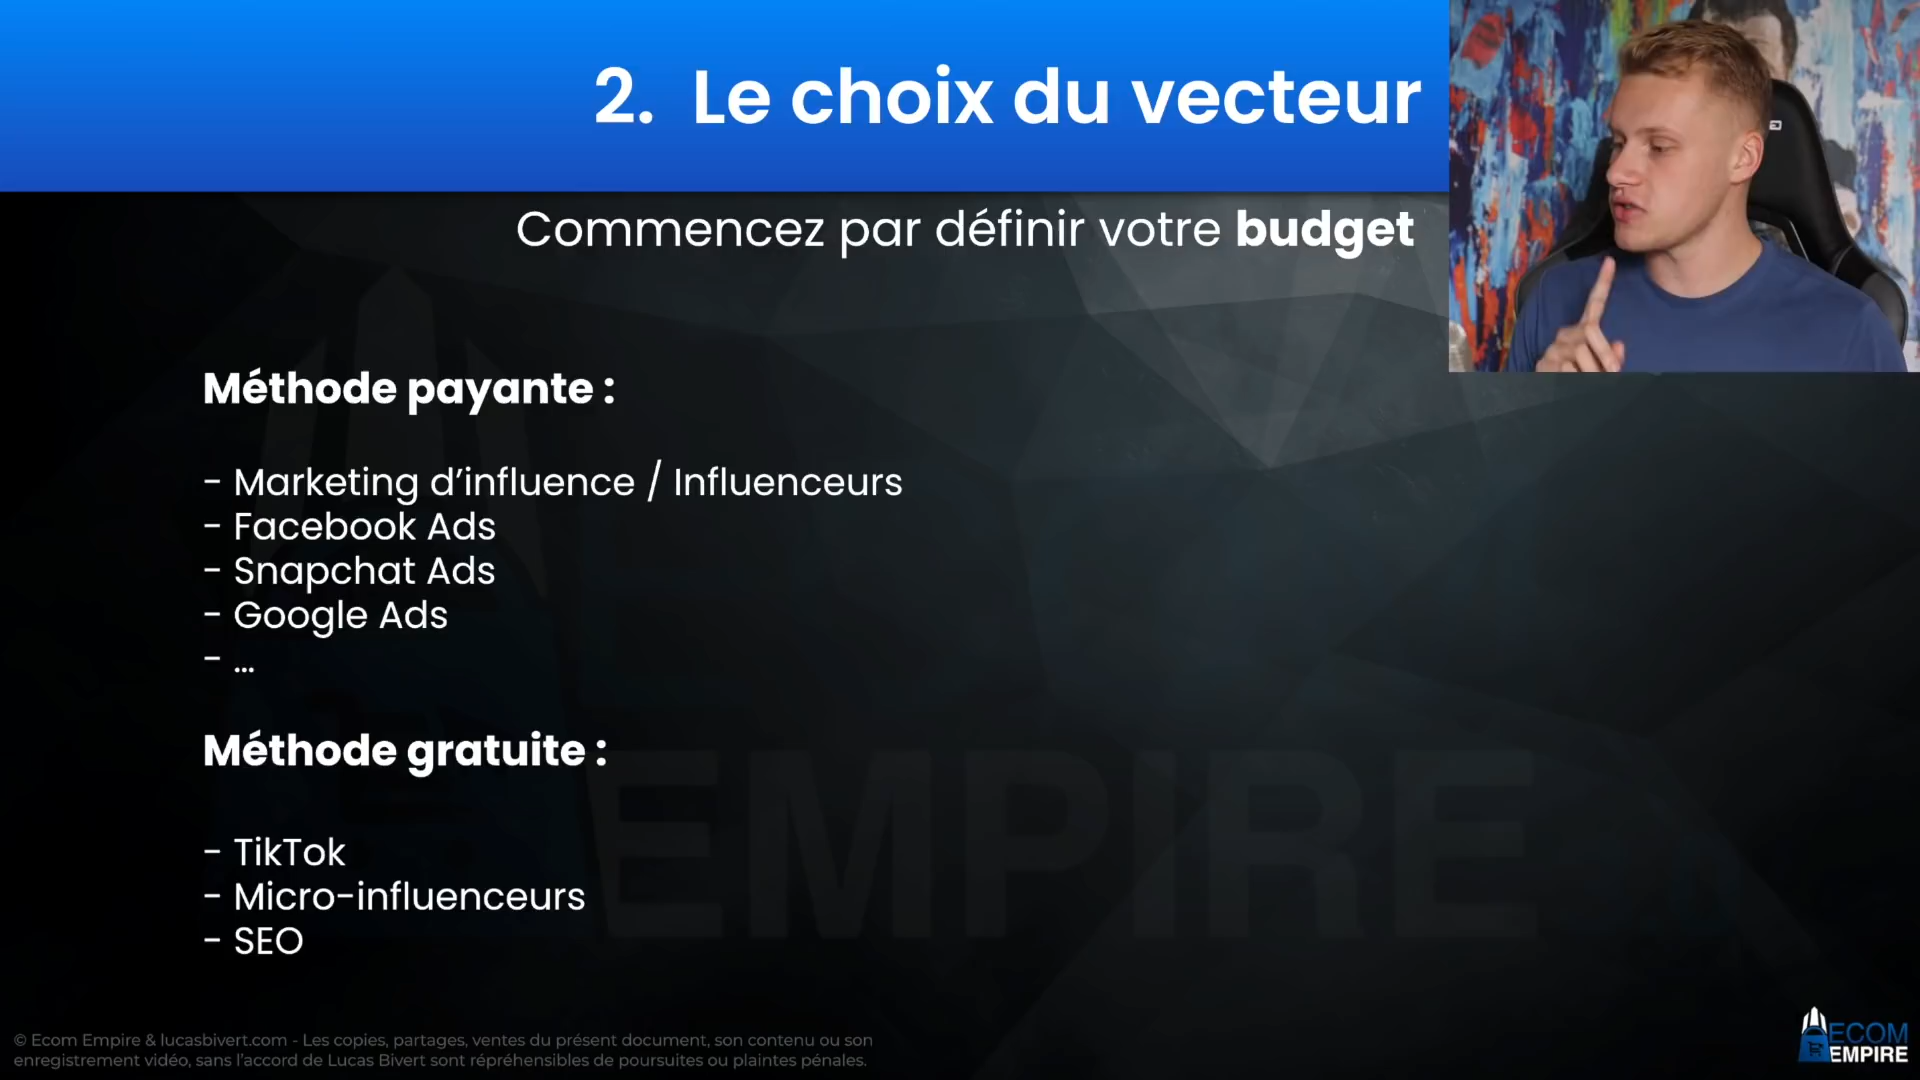 2. Le choix du vecteur
Commencez par définir votre budget
Méthode payante :
- Marketing d’influence / Influenceurs
- Facebook Ads
- Snapchat Ads
- Google Ads
- ...
Méthode gratuite :
- TikTok
- Micro-influenceurs
- SEO
EMPIRE
© Ecom Empire & lucasbivert.com - Les copies, partages, ventes du présent document, son contenu ou son
enregistrement vidéo, sans l’accord de Lucas Bivert sont répréhensibles de poursuites ou plaintes pénales.
ECOM
EMPIRE